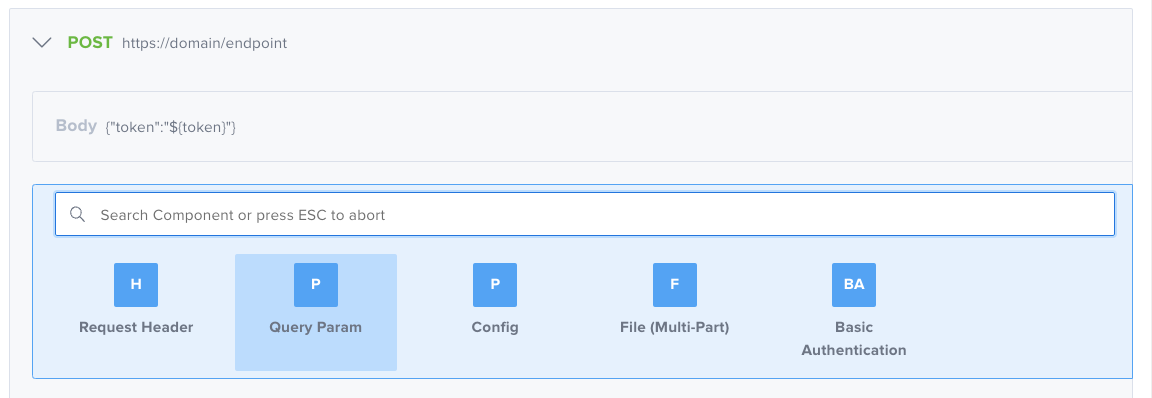 POST https://domain/endpoint
Body {"token":"${token}"}
Search Component or press ESC to abort
H P P F BA
Request Header Query Param Config File (Multi-Part) Basic
Authentication